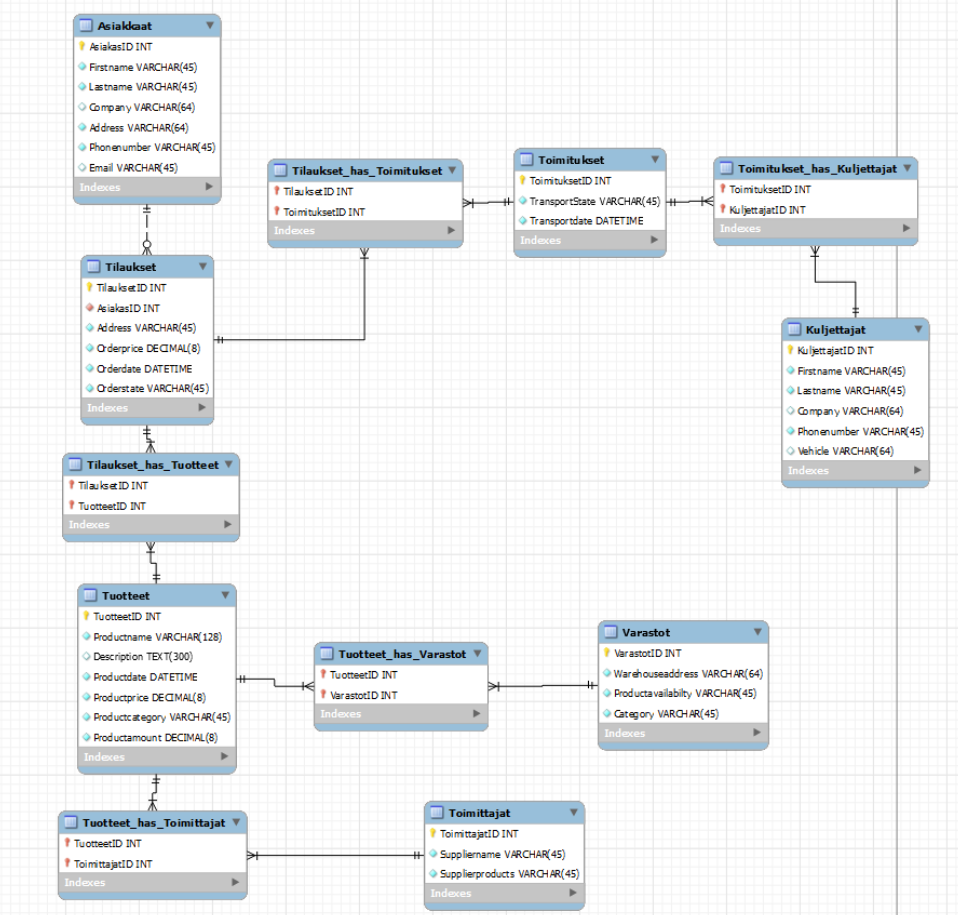 Asiakkaat
AsiakasID INT
Firstname VARCHAR(45)
Lastname VARCHAR(45)
Company VARCHAR(64)
Address VARCHAR(64)
Phonenumber VARCHAR(45)
Email VARCHAR(45)
Indexes
Tilaukset_has_Toimitukset
TilauksetID INT
ToimituksetID INT
Indexes
Toimitukset
ToimituksetID INT
TransportState VARCHAR(45)
Transportdate DATETIME
Indexes
Toimitukset_has_Kuljettajat
ToimituksetID INT
KuljettajatID INT
Indexes
Tilaukset
TilauksetID INT
AsiakasID INT
Address VARCHAR(45)
Orderprice DECIMAL(8)
Orderdate DATETIME
Orderstate VARCHAR(45)
Indexes
Kuljettajat
KuljettajatID INT
Firstname VARCHAR(45)
Lastname VARCHAR(45)
Company VARCHAR(64)
Phonenumber VARCHAR(45)
Vehicle VARCHAR(64)
Indexes
Tilaukset_has_Tuotteet
TilauksetID INT
TuotteetID INT
Indexes
Tuotteet
TuotteetID INT
Productname VARCHAR(128)
Description TEXT(300)
Productdate DATETIME
Productprice DECIMAL(8)
Productcategory VARCHAR(45)
Productamount DECIMAL(8)
Indexes
Tuotteet_has_Varastot
TuotteetID INT
VarastotID INT
Indexes
Varastot
VarastotID INT
Warehouseaddress VARCHAR(64)
Productavailabilty VARCHAR(45)
Category VARCHAR(45)
Indexes
Tuotteet_has_Toimittajat
TuotteetID INT
ToimittajatID INT
Indexes
Toimittajat
ToimittajatID INT
Suppliername VARCHAR(45)
Supplierproducts VARCHAR(45)
Indexes